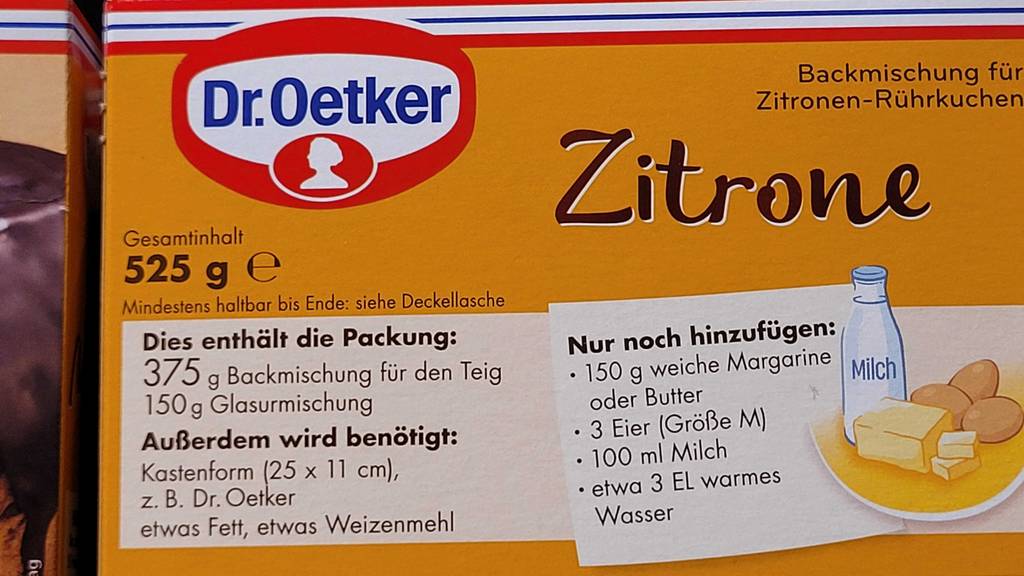 Dr.Oetker
Backmischung für
Zitronen-Rührkuchen
Zitrone
Gesamtinhalt
525 g ℮
Mindestens haltbar bis Ende: siehe Deckellasche
Dies enthält die Packung:
375 g Backmischung für den Teig
150 g Glasurmischung
Außerdem wird benötigt:
Kastenform (25 x 11 cm),
z. B. Dr. Oetker
etwas Fett, etwas Weizenmehl
Nur noch hinzufügen:
• 150 g weiche Margarine
oder Butter
• 3 Eier (Größe M)
• 100 ml Milch
• etwa 3 EL warmes
Wasser
Milch